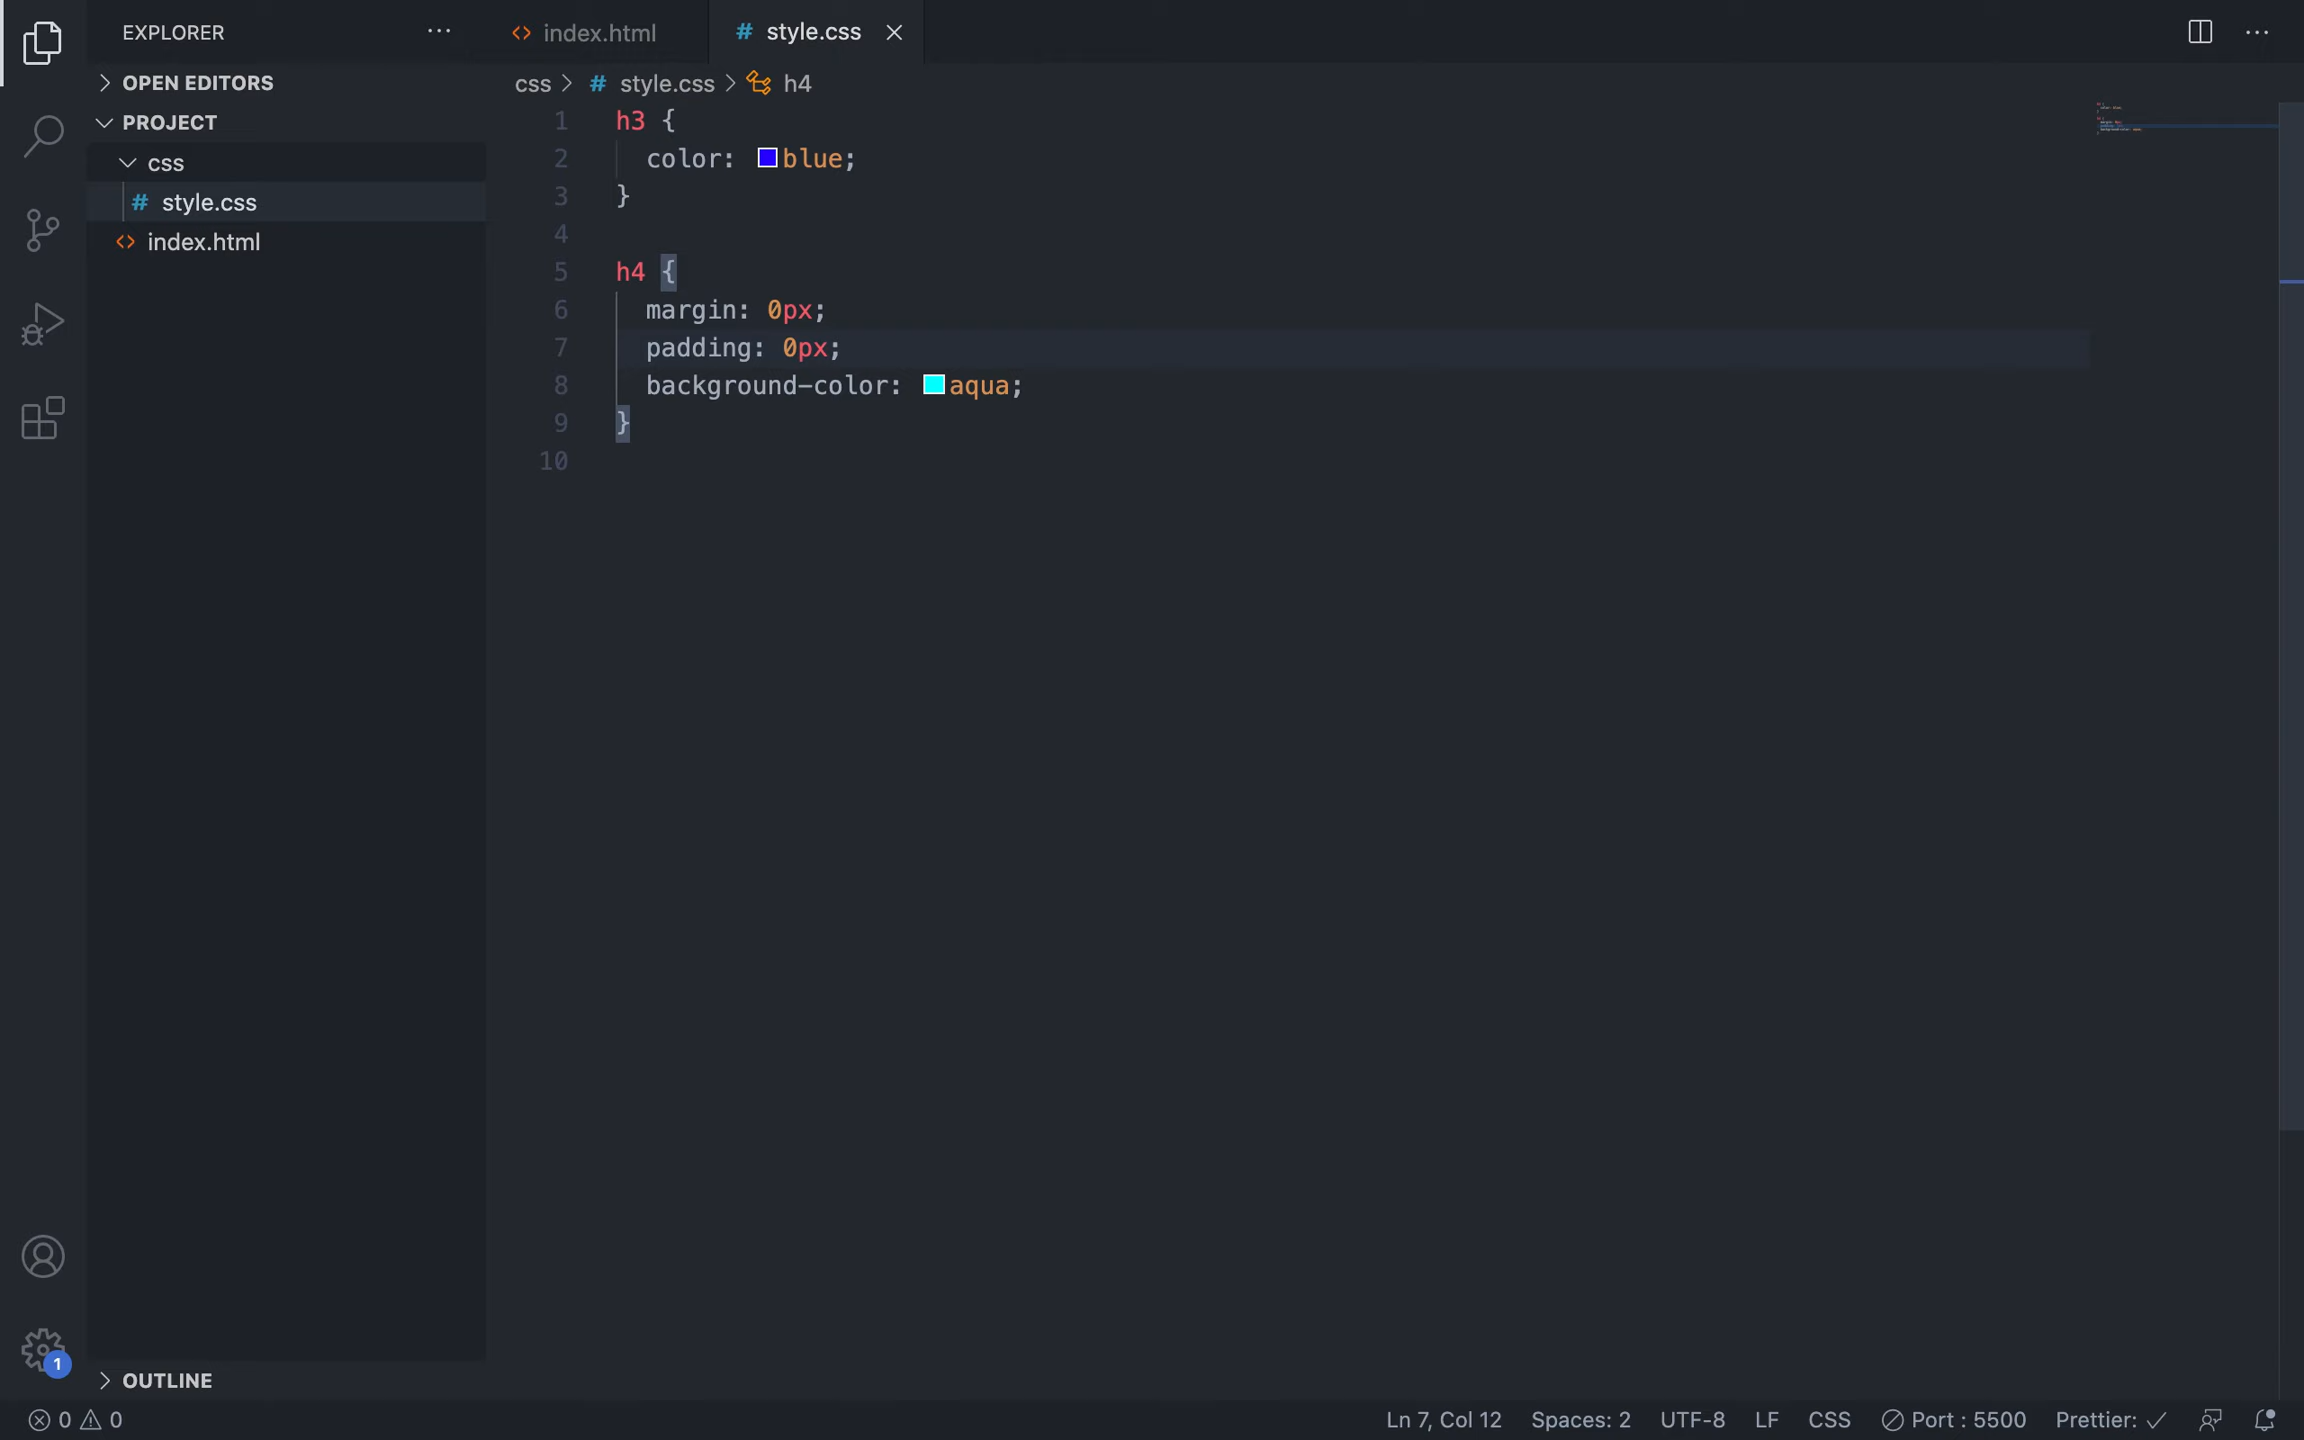 EXPLORER
OPEN EDITORS
PROJECT
css
style.css
index.html
OUTLINE
index.html
# style.css
css > # style.css > h4
1 h3 {
2 color: blue;
3 }
4
5 h4 {
6 margin: 0px;
7 padding: 0px;
8 background-color: aqua;
9 }
10
1
0 0
Ln 7, Col 12 Spaces: 2 UTF-8 LF CSS Port : 5500 Prettier: